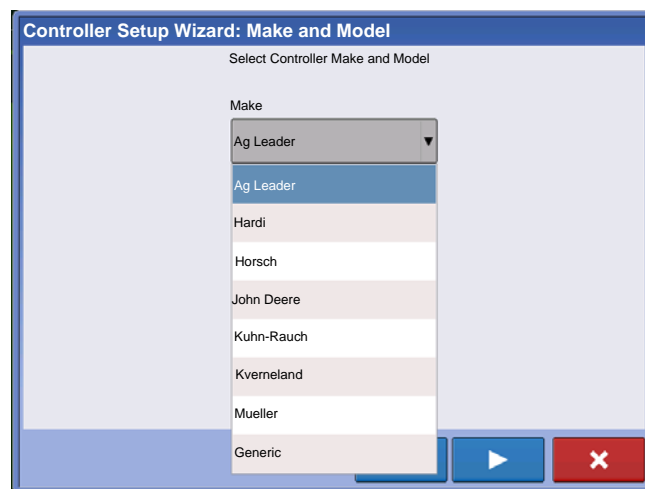 Controller Setup Wizard: Make and Model
Select Controller Make and Model
Make
Ag Leader
Ag Leader
Hardi
Horsch
John Deere
Kuhn-Rauch
Kverneland
Mueller
Generic